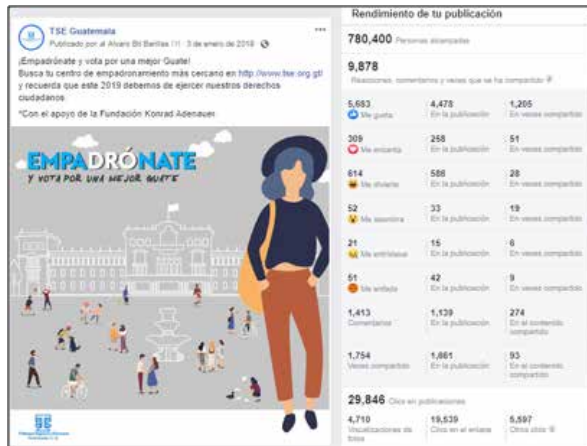 TSE Guatemala
Publicado por
3 de enero de 2019
¡Empadrónate y vota por una mejor Guate!
Busca tu centro de empadronamiento más cercano en http://www.tse.org.gt/
y recuerda que este 2019 debemos de ejercer nuestros derechos
ciudadanos.
*Con el apoyo de la Fundación Konrad Adenauer.
EMPADRÓNATE
Y VOTA POR UNA MEJOR GUATE
Rendimiento de tu publicación
780,400 Personas alcanzadas
9,878
Reacciones, comentarios y veces que se ha compartido
5,683 4,478 1,205
Me gusta En la publicación En veces compartido
309 258 51
Me encanta En la publicación En veces compartido
614 586 28
Me divierte En la publicación En veces compartido
52 33 19
Me asombra En la publicación En veces compartido
21 15 6
Me entristece En la publicación En veces compartido
51 42 9
Me enfada En la publicación En veces compartido
1,413 1,139 274
Comentarios En la publicación En el contenido
compartido
1,754 1,661 93
Veces compartido En la publicación En el contenido
compartido
29,846 Clics en publicaciones
4,710 19,539 5,597
Visualizaciones de Clics en el enlace Otros clics
fotos